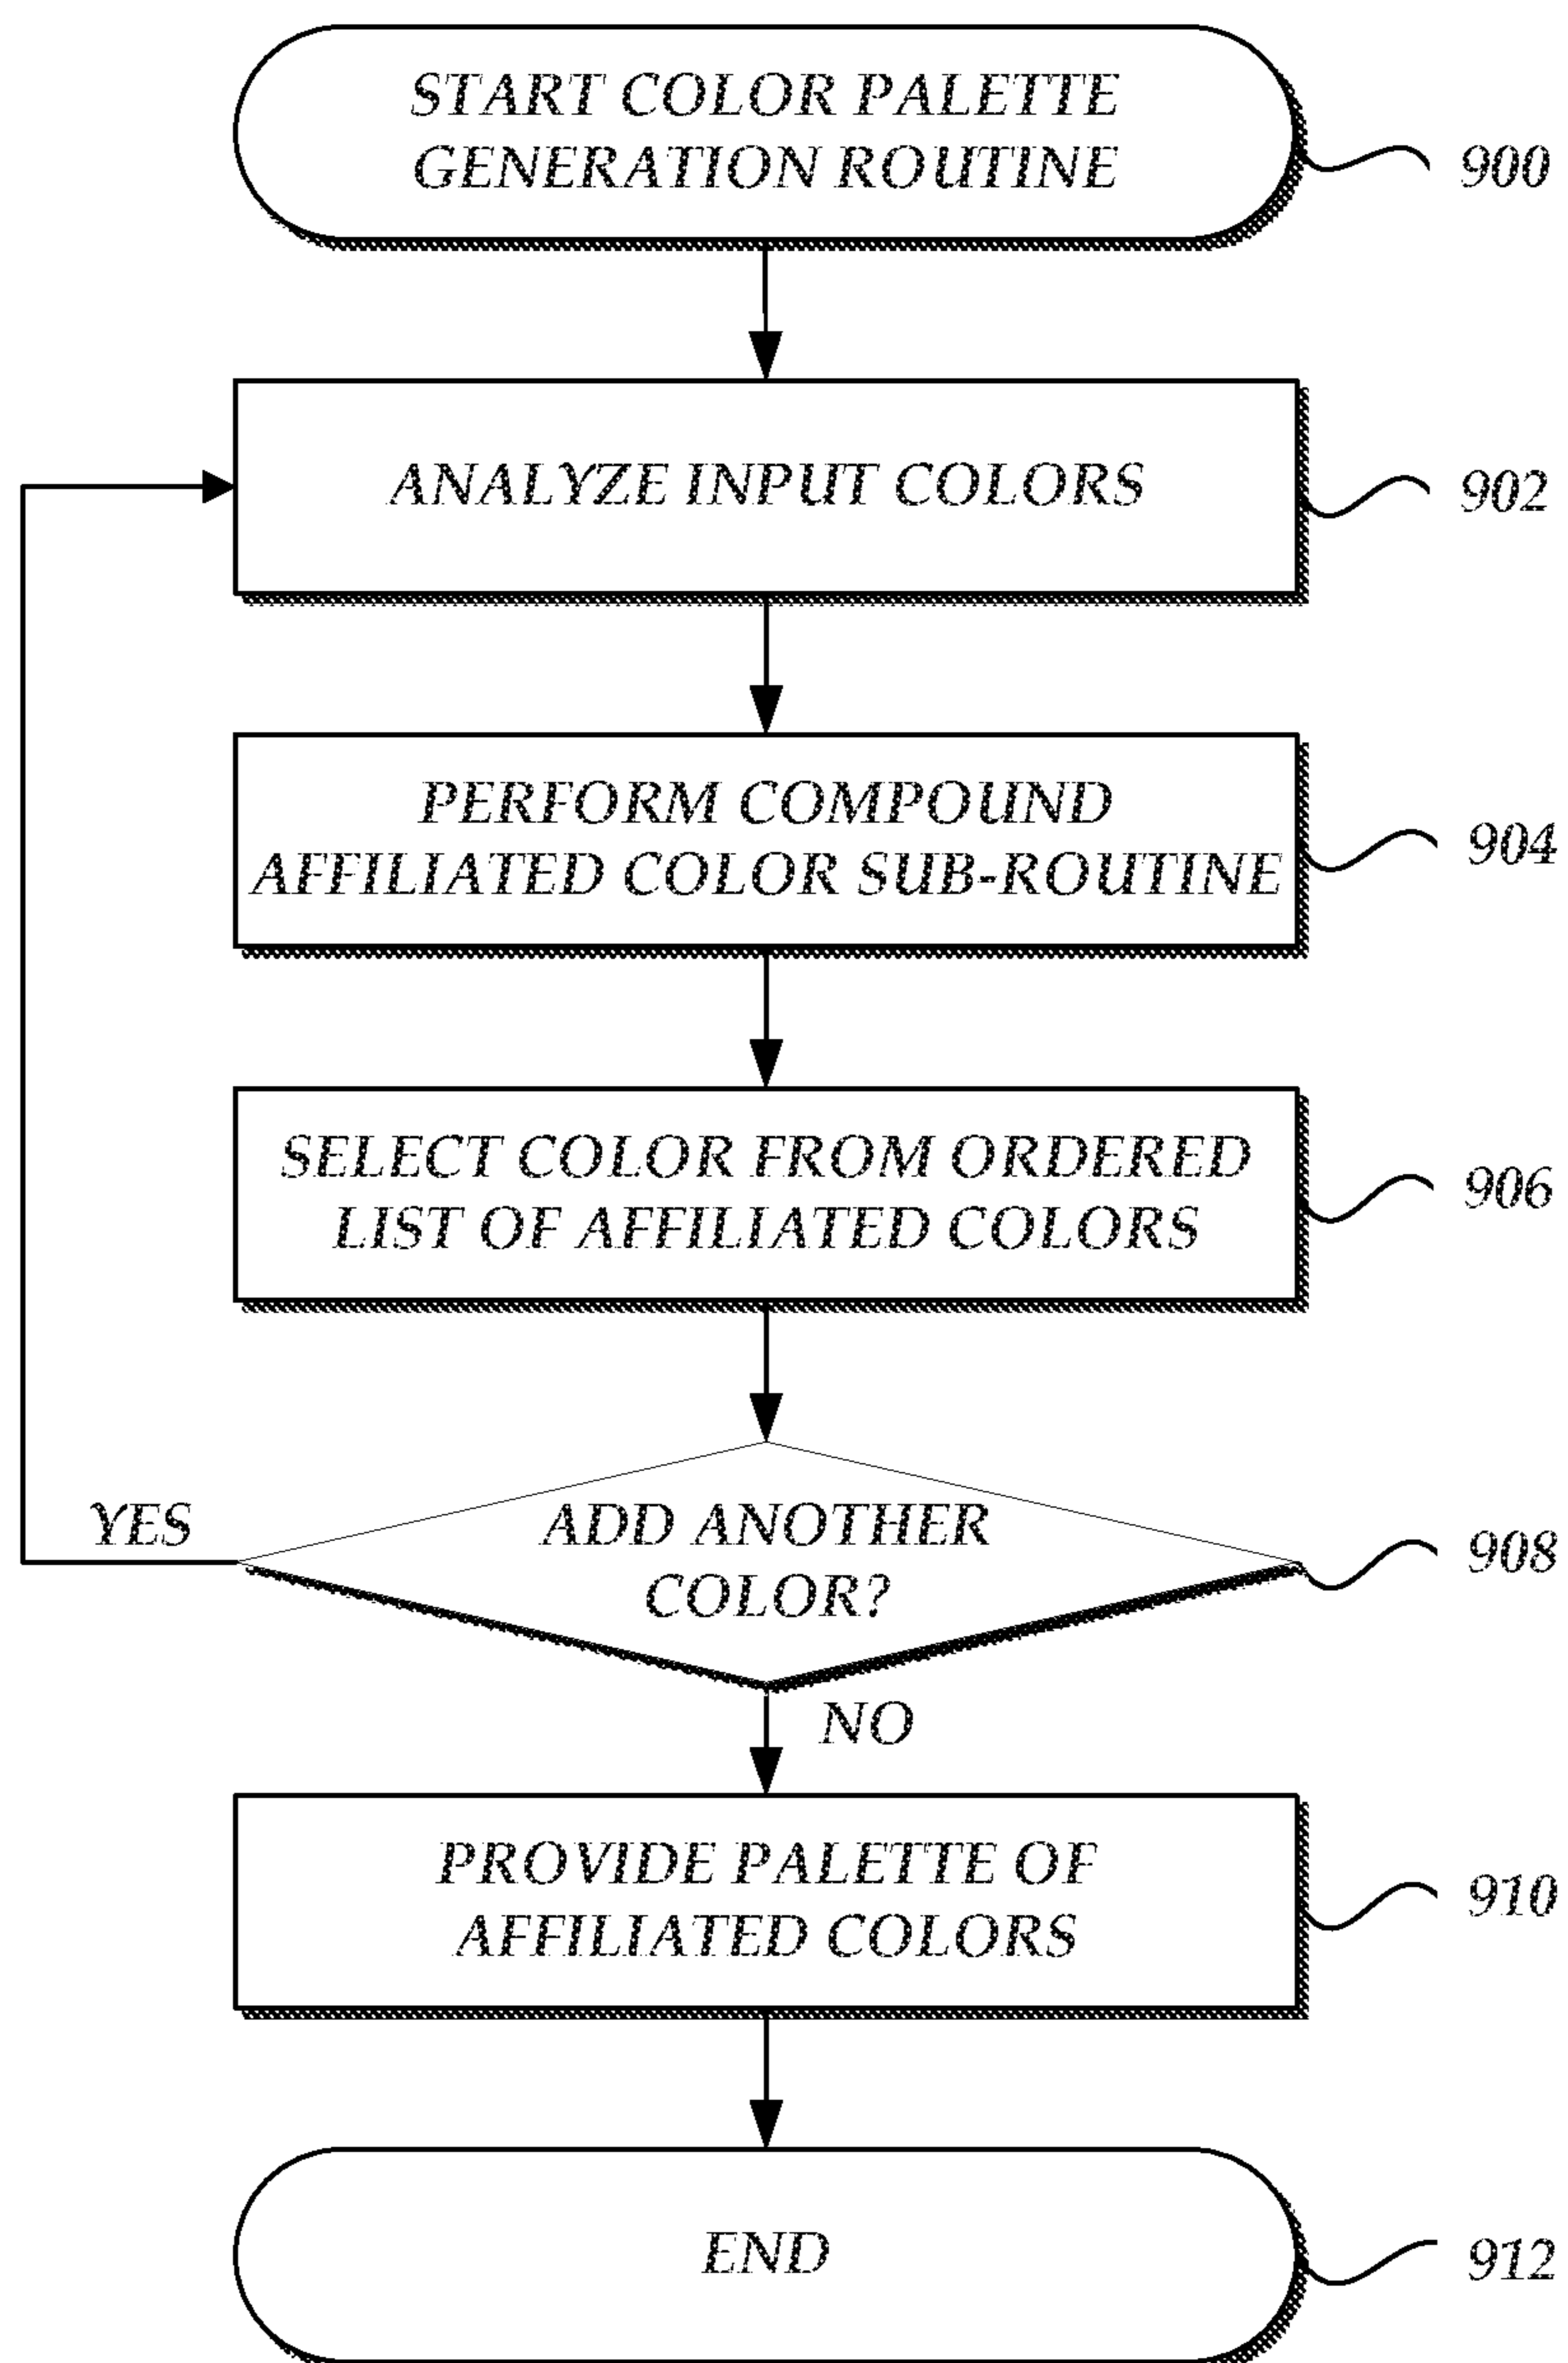 START COLOR PALETTE
GENERATION ROUTINE
900
ANALYZE INPUT COLORS
902
PERFORM COMPOUND
AFFILIATED COLOR SUB-ROUTINE
904
SELECT COLOR FROM ORDERED
LIST OF AFFILIATED COLORS
906
YES
ADD ANOTHER
COLOR?
908
NO
PROVIDE PALETTE OF
AFFILIATED COLORS
910
END
912